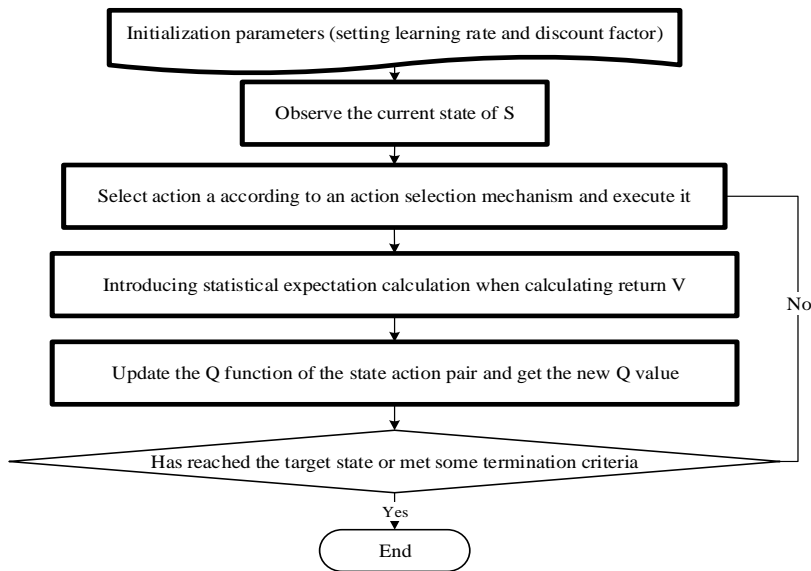 Initialization parameters (setting learning rate and discount factor)
Observe the current state of S
Select action a according to an action selection mechanism and execute it
Introducing statistical expectation calculation when calculating return V
No
Update the Q function of the state action pair and get the new Q value
Has reached the target state or met some termination criteria
Yes
End